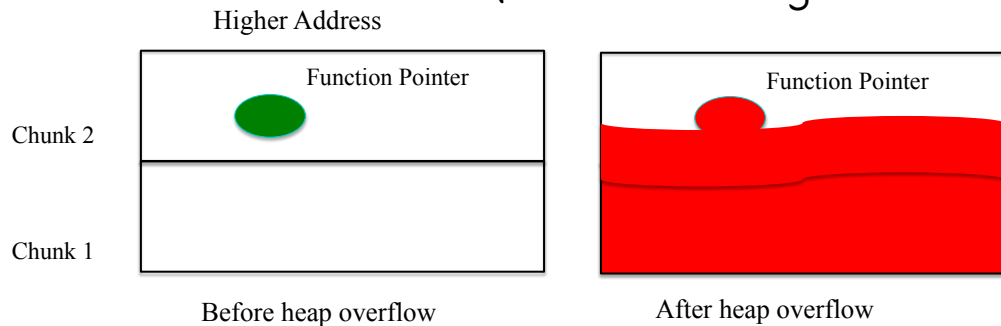 Higher Address
Function Pointer
Function Pointer
Chunk 2
Chunk 1
Before heap overflow
After heap overflow